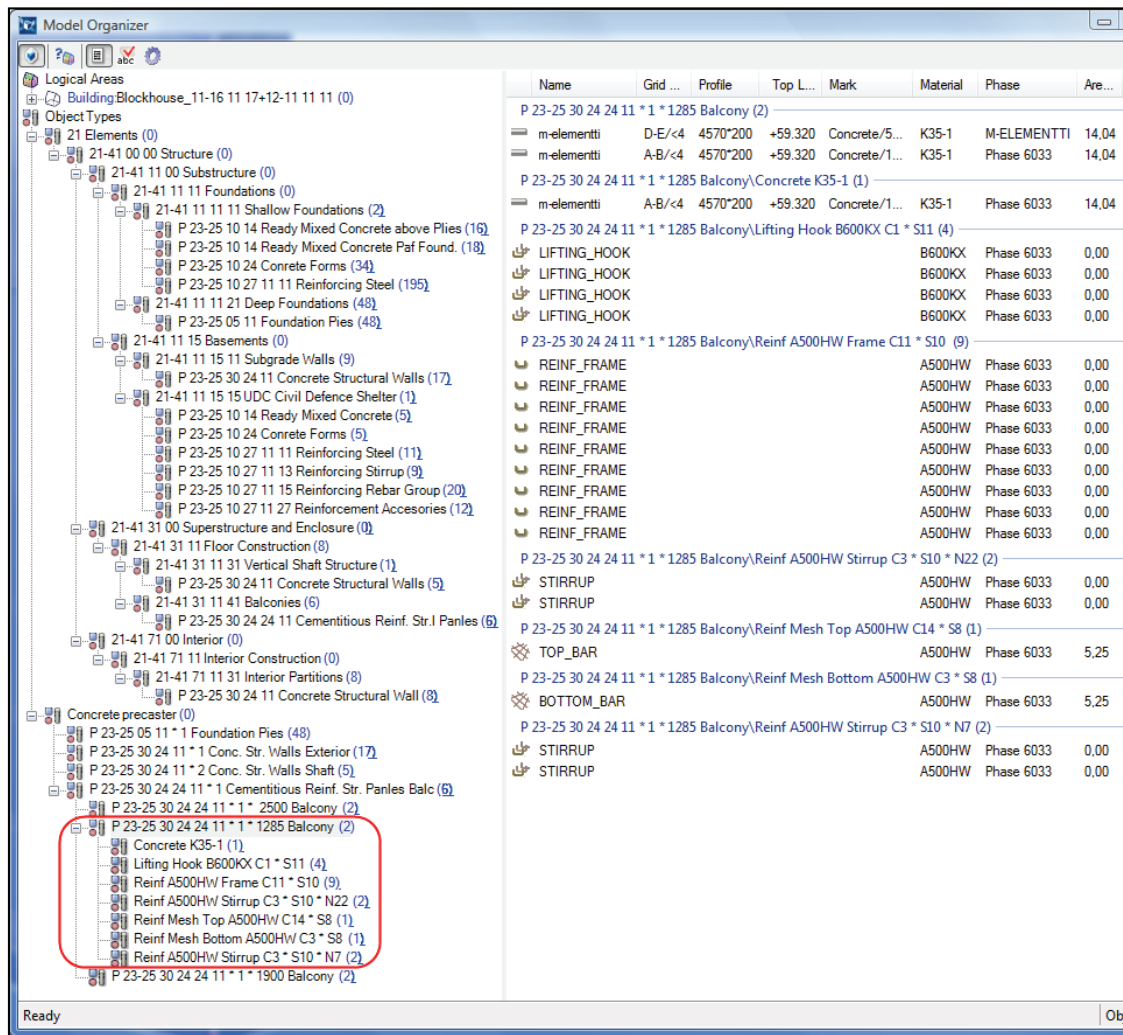 Model Organizer
abc
Logical Areas
Building:Blockhouse_11-16 11 17+12-11 11 11 (0)
Object Types
21 Elements (0)
21-41 00 00 Structure (0)
21-41 11 00 Substructure (0)
21-41 11 11 Foundations (0)
21-41 11 11 11 Shallow Foundations (2)
P 23-25 10 14 Ready Mixed Concrete above Plies (16)
P 23-25 10 14 Ready Mixed Concrete Paf Found. (18)
P 23-25 10 24 Conrete Forms (34)
P 23-25 10 27 11 11 Reinforcing Steel (195)
21-41 11 11 21 Deep Foundations (48)
P 23-25 05 11 Foundation Pies (48)
21-41 11 15 Basements (0)
21-41 11 15 11 Subgrade Walls (9)
P 23-25 30 24 11 Concrete Structural Walls (17)
21-41 11 15 15 UDC Civil Defence Shelter (1)
P 23-25 10 14 Ready Mixed Concrete (5)
P 23-25 10 24 Conrete Forms (5)
P 23-25 10 27 11 11 Reinforcing Steel (11)
P 23-25 10 27 11 13 Reinforcing Stirrup (9)
P 23-25 10 27 11 15 Reinforcing Rebar Group (20)
P 23-25 10 27 11 27 Reinforcement Accesories (12)
21-41 31 00 Superstructure and Enclosure (0)
21-41 31 11 Floor Construction (8)
21-41 31 11 31 Vertical Shaft Structure (1)
P 23-25 30 24 11 Concrete Structural Walls (5)
21-41 31 11 41 Balconies (6)
P 23-25 30 24 24 11 Cementitious Reinf. Str.l Panles (6)
21-41 71 00 Interior (0)
21-41 71 11 Interior Construction (0)
21-41 71 11 31 Interior Partitions (8)
P 23-25 30 24 11 Concrete Structural Wall (8)
Concrete precaster (0)
P 23-25 05 11 * 1 Foundation Pies (48)
P 23-25 30 24 11 * 1 Conc. Str. Walls Exterior (17)
P 23-25 30 24 11 * 2 Conc. Str. Walls Shaft (5)
P 23-25 30 24 24 11 * 1 Cementitious Reinf. Str. Panles Balc (6)
P 23-25 30 24 24 11 * 1 * 2500 Balcony (2)
P 23-25 30 24 24 11 * 1 * 1285 Balcony (2)
Concrete K35-1 (1)
Lifting Hook B600KX C1 * S11 (4)
Reinf A500HW Frame C11 * S10 (9)
Reinf A500HW Stirrup C3 * S10 * N22 (2)
Reinf Mesh Top A500HW C14 * S8 (1)
Reinf Mesh Bottom A500HW C3 * S8 (1)
Reinf A500HW Stirrup C3 * S10 * N7 (2)
P 23-25 30 24 24 11 * 1 * 1900 Balcony (2)
Name Grid ... Profile Top L... Mark Material Phase Are...
P 23-25 30 24 24 11 * 1 * 1285 Balcony (2)
m-elementti D-E/<4 4570*200 +59.320 Concrete/5... K35-1 M-ELEMENTTI 14,04
m-elementti A-B/<4 4570*200 +59.320 Concrete/1... K35-1 Phase 6033 14,04
P 23-25 30 24 24 11 * 1 * 1285 Balcony\Concrete K35-1 (1)
m-elementti A-B/<4 4570*200 +59.320 Concrete/1... K35-1 Phase 6033 14,04
P 23-25 30 24 24 11 * 1 * 1285 Balcony\Lifting Hook B600KX C1 * S11 (4)
LIFTING_HOOK B600KX Phase 6033 0,00
LIFTING_HOOK B600KX Phase 6033 0,00
LIFTING_HOOK B600KX Phase 6033 0,00
LIFTING_HOOK B600KX Phase 6033 0,00
P 23-25 30 24 24 11 * 1 * 1285 Balcony\Reinf A500HW Frame C11 * S10 (9)
REINF_FRAME A500HW Phase 6033 0,00
REINF_FRAME A500HW Phase 6033 0,00
REINF_FRAME A500HW Phase 6033 0,00
REINF_FRAME A500HW Phase 6033 0,00
REINF_FRAME A500HW Phase 6033 0,00
REINF_FRAME A500HW Phase 6033 0,00
REINF_FRAME A500HW Phase 6033 0,00
REINF_FRAME A500HW Phase 6033 0,00
REINF_FRAME A500HW Phase 6033 0,00
P 23-25 30 24 24 11 * 1 * 1285 Balcony\Reinf A500HW Stirrup C3 * S10 * N22 (2)
STIRRUP A500HW Phase 6033 0,00
STIRRUP A500HW Phase 6033 0,00
P 23-25 30 24 24 11 * 1 * 1285 Balcony\Reinf Mesh Top A500HW C14 * S8 (1)
TOP_BAR A500HW Phase 6033 5,25
P 23-25 30 24 24 11 * 1 * 1285 Balcony\Reinf Mesh Bottom A500HW C3 * S8 (1)
BOTTOM_BAR A500HW Phase 6033 5,25
P 23-25 30 24 24 11 * 1 * 1285 Balcony\Reinf A500HW Stirrup C3 * S10 * N7 (2)
STIRRUP A500HW Phase 6033 0,00
STIRRUP A500HW Phase 6033 0,00
Ready
Obj